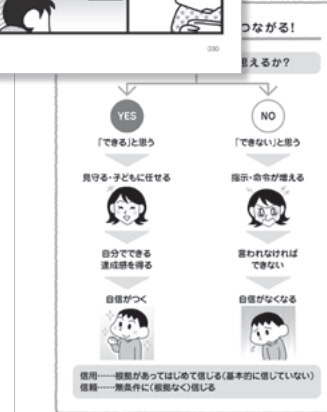 030
つながる!
思えるか?
YES
NO
「できる」と思う
「できない」と思う
見守る・子どもに任せる
指示・命令が増える
自分でできる
達成感を得る
言われなければ
できない
自信がつく
自信がなくなる
信用……根拠があってはじめて信じる(基本的に信じていない)
信頼……無条件に(根拠なく)信じる